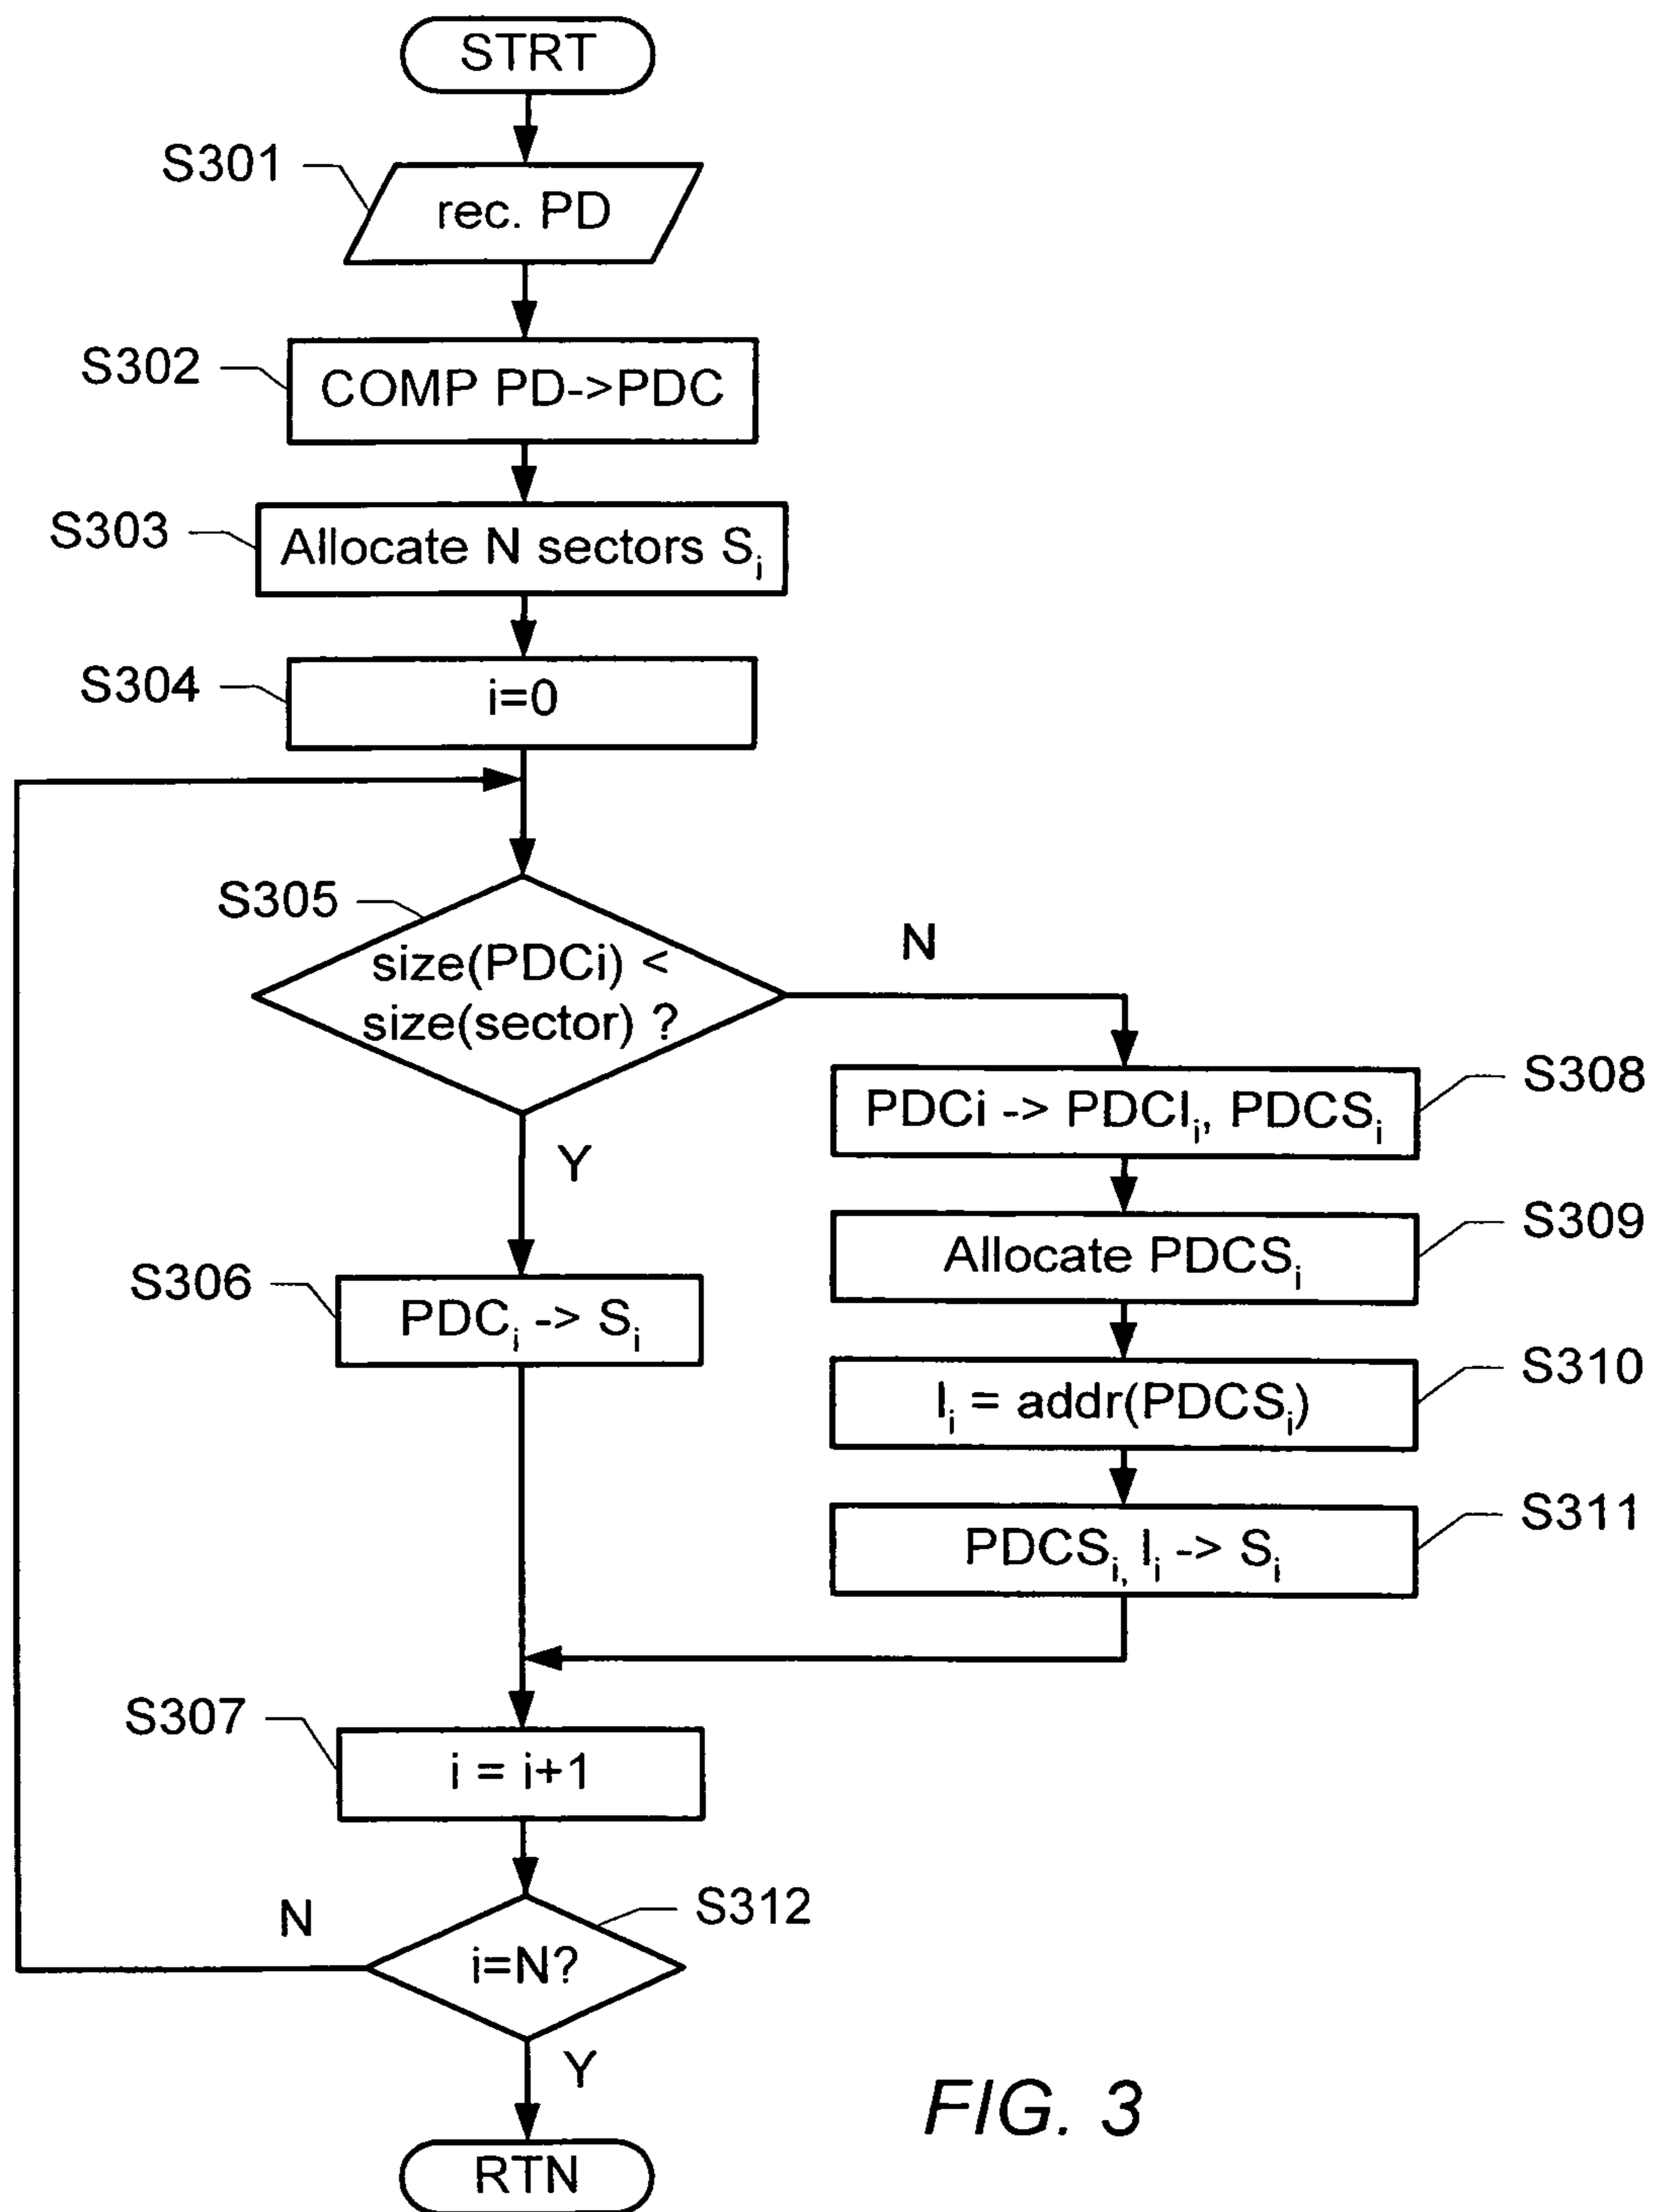 STRT
S301
rec. PD
S302
COMP PD->PDC
S303
Allocate N sectors Si
S304
i=0
S305
size(PDCi) <
size(sector) ?
N
Y
S308
PDCi -> PDCIi, PDCSi
S309
Allocate PDCSi
S306
PDCi -> Si
S310
Ii = addr(PDCSi)
S311
PDCSi, Ii -> Si
S307
i = i+1
S312
N
i=N?
Y
RTN
FIG. 3